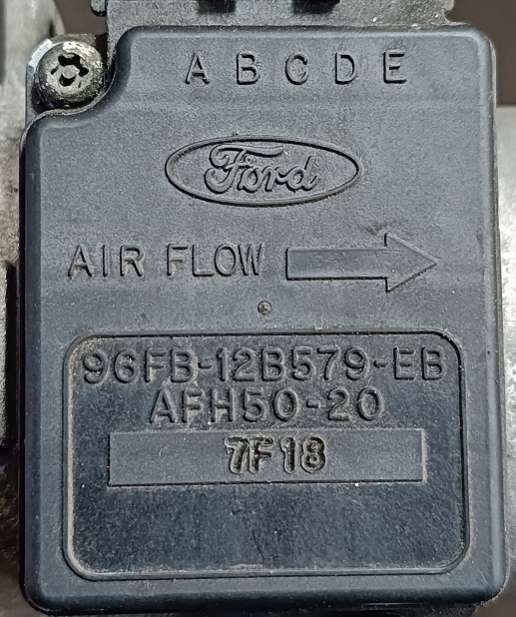 A B C D E
Ford
AIR FLOW
96FB-12B579-EB
AFH50-20
7F18